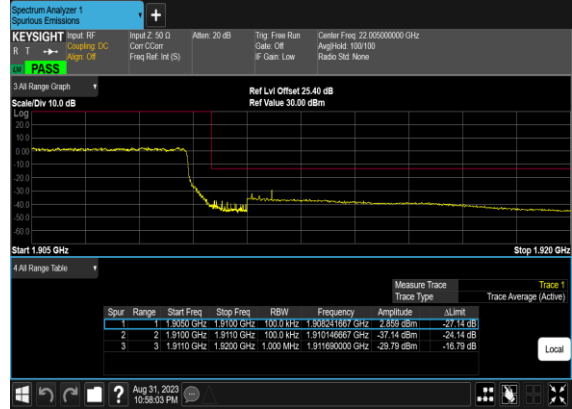 Spectrum Analyzer 1
Spurious Emissions
KEYSIGHT Input: RF Input Z: 50 Ω Atten: 20 dB Trig: Free Run Center Freq: 22.005000000 GHz
R T Coupling: DC Corr CCorr Gate: Off Avg|Hold: 100/100
Align: Off Freq Ref: Int (S) IF Gain: Low Radio Std: None
PASS
3 All Range Graph
Ref Lvl Offset 25.40 dB
Scale/Div 10.0 dB Ref Value 30.00 dBm
Log
20.0
10.0
0.00
-10.0
-20.0
-30.0
-40.0
-50.0
-60.0
Start 1.905 GHz Stop 1.920 GHz
4 All Range Table
Measure Trace Trace 1
Trace Type Trace Average (Active)
Spur Range Start Freq Stop Freq RBW Frequency Amplitude ΔLimit
1 1 1.9050 GHz 1.9100 GHz 100.0 kHz 1.908241667 GHz 2.859 dBm -27.14 dB
2 2 1.9100 GHz 1.9110 GHz 100.0 kHz 1.910146667 GHz -37.14 dBm -24.14 dB
3 3 1.9110 GHz 1.9200 GHz 1.000 MHz 1.911690000 GHz -29.79 dBm -16.79 dB
Local
? Aug 31, 2023
10:58:03 PM